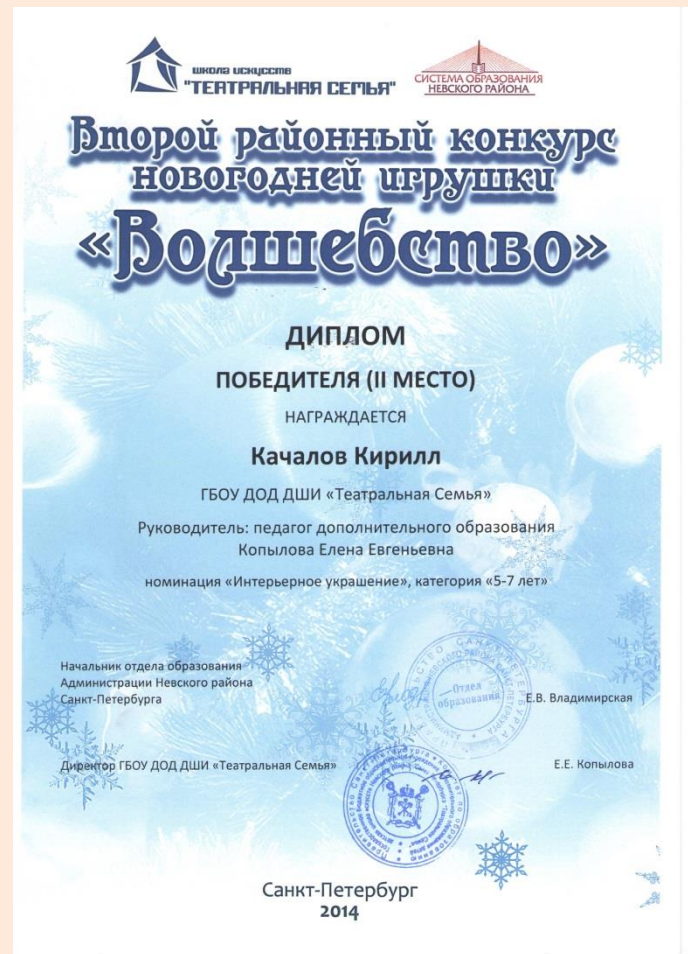 школа искусств
"ТЕАТРАЛЬНАЯ СЕМЬЯ"
СИСТЕМА ОБРАЗОВАНИЯ
НЕВСКОГО РАЙОНА
Второй районный конкурс
новогодней игрушки
«Волшебство»
ДИПЛОМ
ПОБЕДИТЕЛЯ (II МЕСТО)
НАГРАЖДАЕТСЯ
Качалов Кирилл
ГБОУ ДОД ДШИ «Театральная Семья»
Руководитель: педагог дополнительного образования
Копылова Елена Евгеньевна
номинация «Интерьерное украшение», категория «5-7 лет»
Начальник отдела образования
Администрации Невского района
Санкт-Петербурга
Отдел
образования
Е.В. Владимирская
Директор ГБОУ ДОД ДШИ «Театральная Семья»
Е.Е. Копылова
Санкт-Петербург
2014